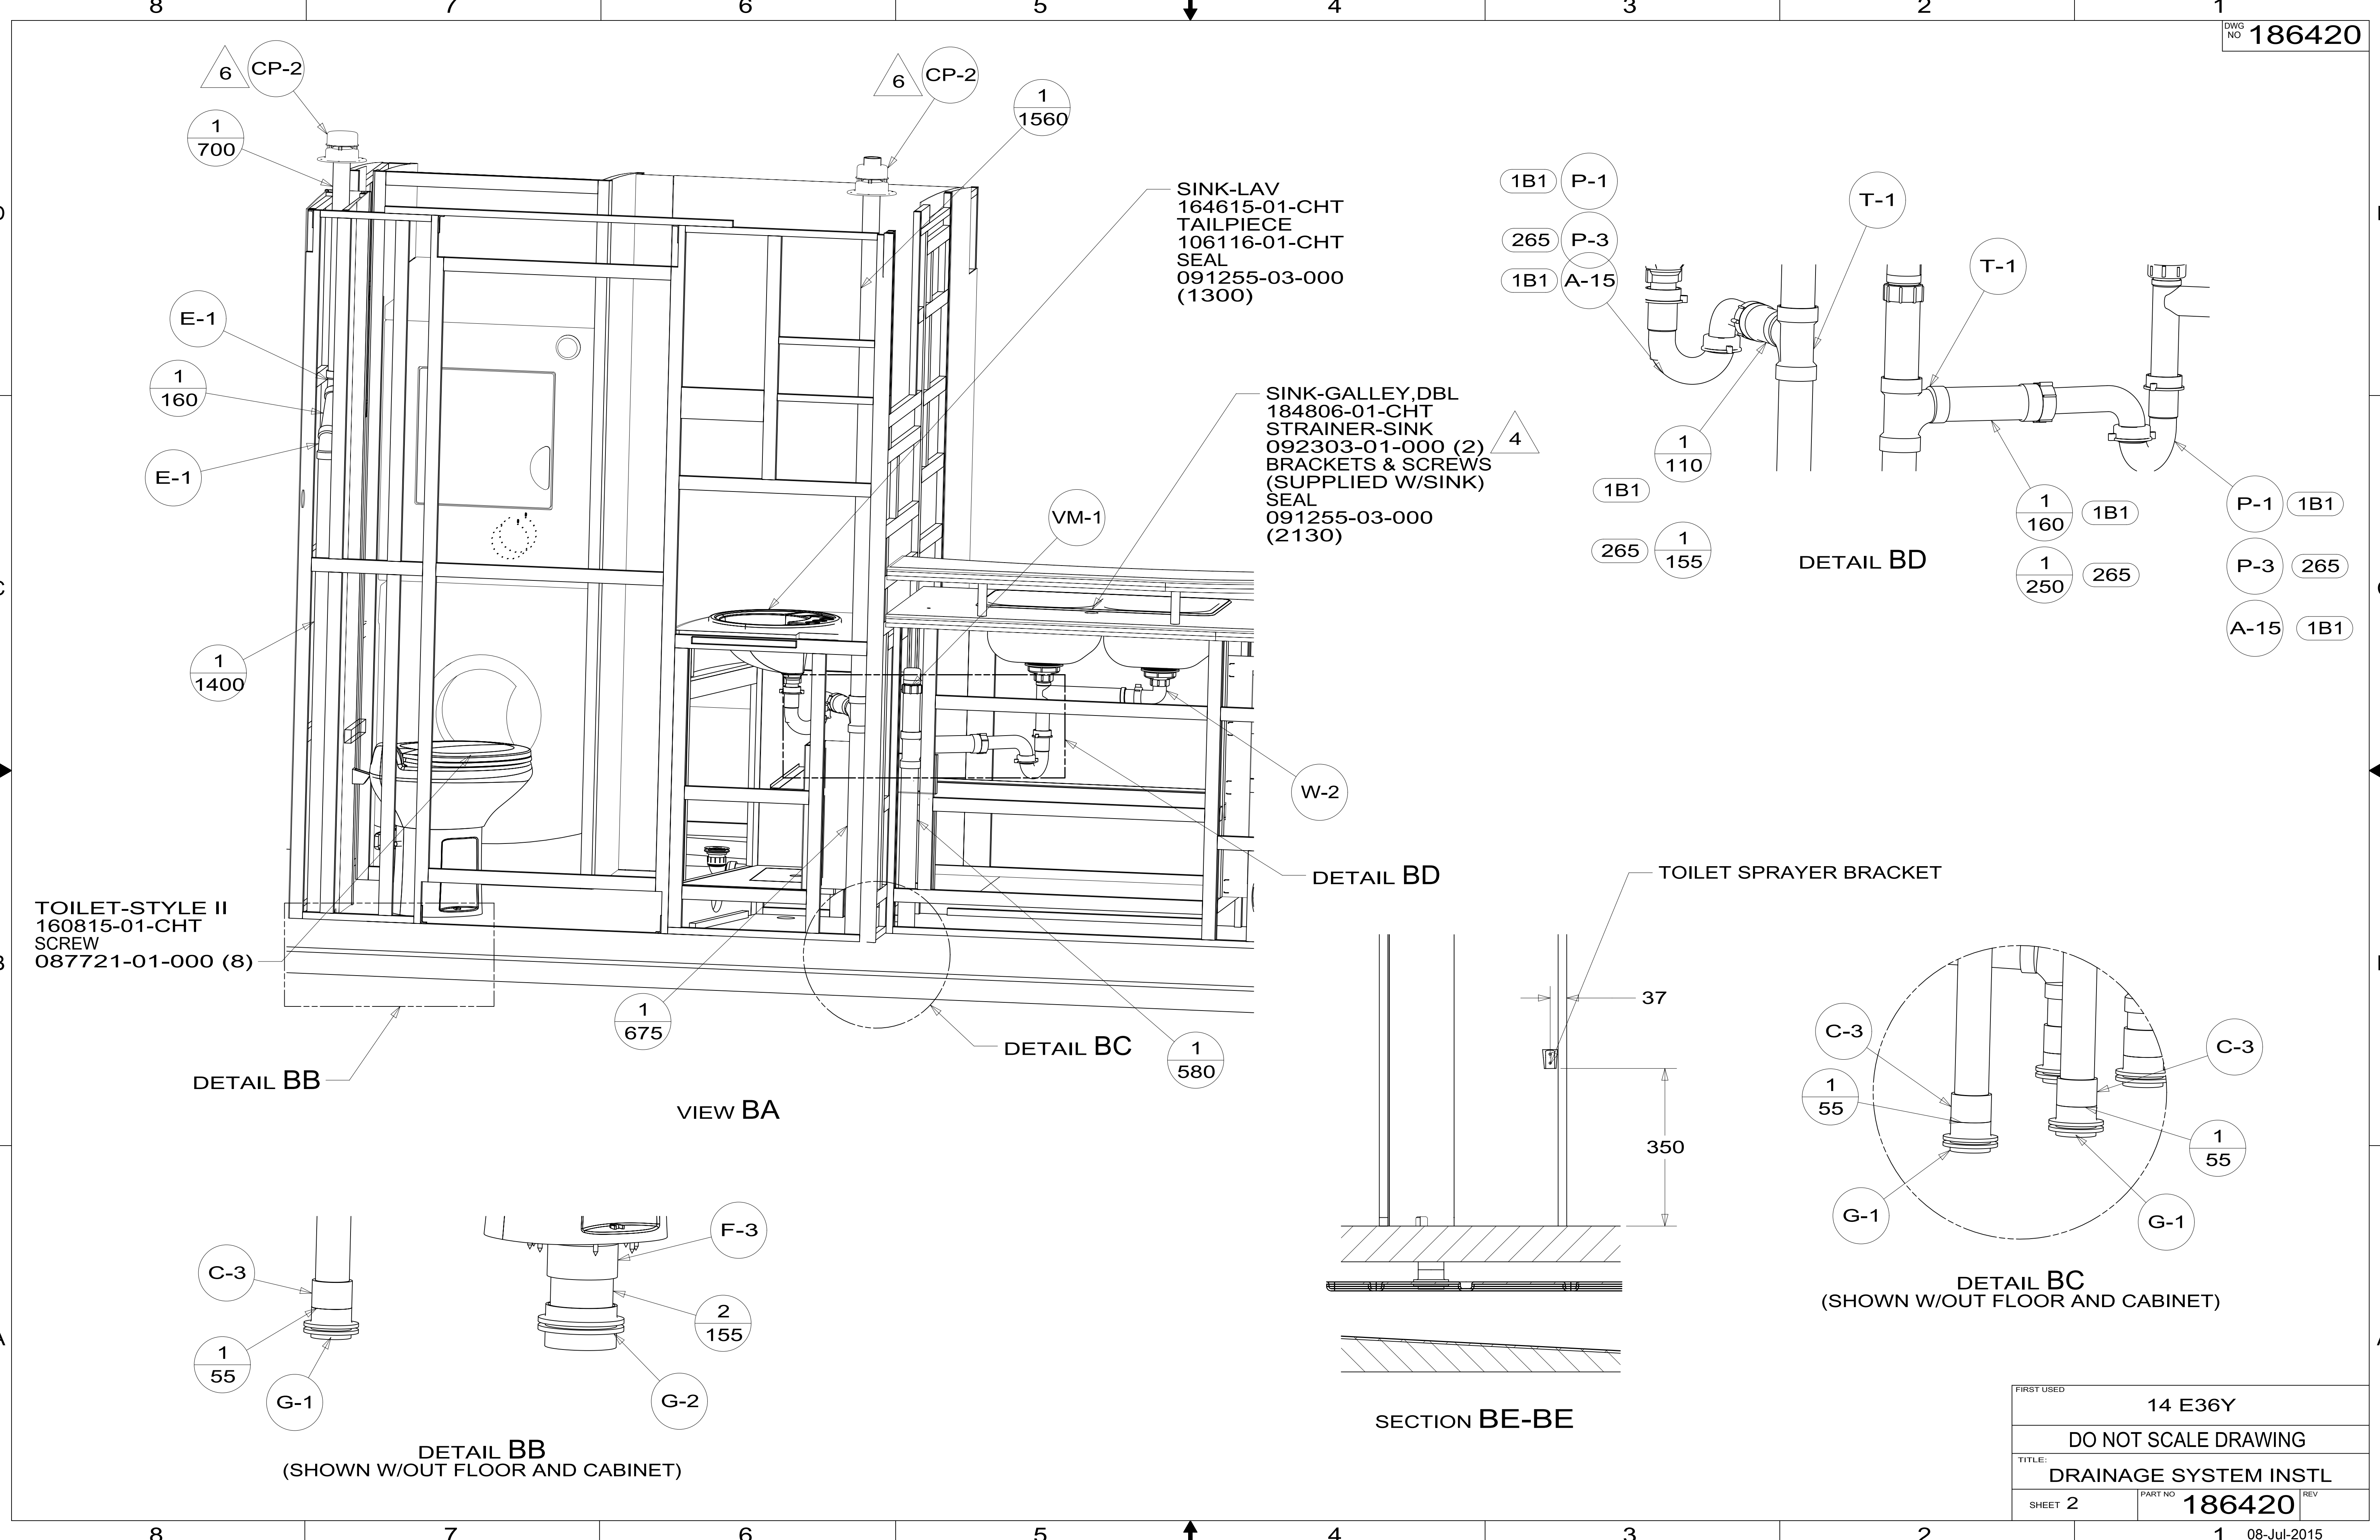 8 7 6 5 4 3 2 1
DWG
NO 186420
6 CP-2
1
700
6 CP-2
1
1560
E-1
1
160
E-1
1
1400
SINK-LAV
164615-01-CHT
TAILPIECE
106116-01-CHT
SEAL
091255-03-000
(1300)
SINK-GALLEY,DBL
184806-01-CHT
STRAINER-SINK
092303-01-000 (2)
BRACKETS & SCREWS
(SUPPLIED W/SINK)
SEAL
091255-03-000
(2130)
4
VM-1
W-2
DETAIL BD
TOILET-STYLE II
160815-01-CHT
SCREW
087721-01-000 (8)
1
675
DETAIL BC
1
580
DETAIL BB
VIEW BA
1B1 P-1
265 P-3
1B1 A-15
T-1
T-1
1
110
1B1
265
1
155
DETAIL BD
1
160
1B1
1
250
265
P-1 1B1
P-3 265
A-15 1B1
TOILET SPRAYER BRACKET
37
350
SECTION BE-BE
C-3
1
55
G-1
C-3
1
55
G-1
DETAIL BC
(SHOWN W/OUT FLOOR AND CABINET)
C-3
1
55
G-1
F-3
2
155
G-2
DETAIL BB
(SHOWN W/OUT FLOOR AND CABINET)
FIRST USED
14 E36Y
DO NOT SCALE DRAWING
TITLE:
DRAINAGE SYSTEM INSTL
SHEET 2
PART NO 186420
REV
8 7 6 5 4 3 2 1
08-Jul-2015